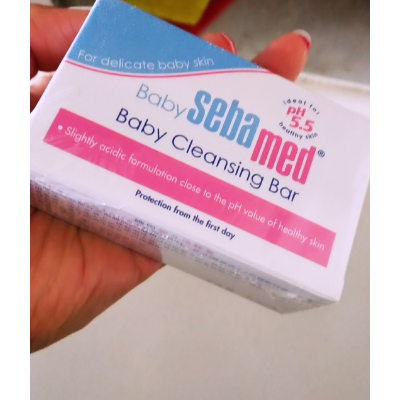 For delicate baby skin
Baby sebamed®
ideal for
pH
5.5
healthy skin
Baby Cleansing Bar
• Slightly acidic formulation close to the pH value of healthy skin
Protection from the first day